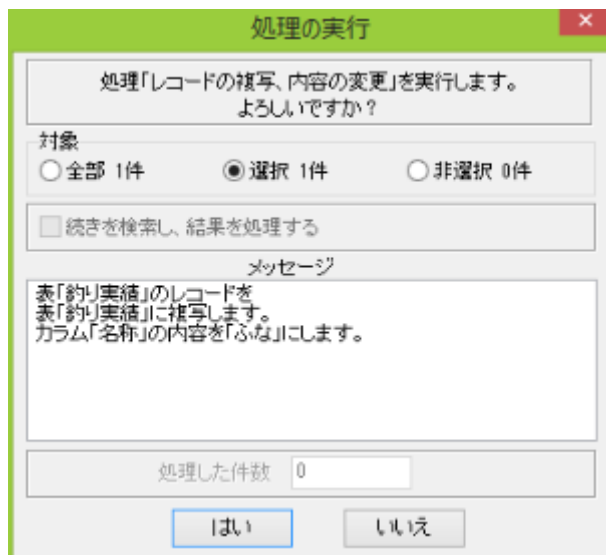 処理の実行
処理「レコードの複写、内容の変更」を実行します。
よろしいですか?
対象
全部 1件
選択 1件
非選択 0件
続きを検索し、結果を処理する
メッセージ
表「釣り実績」のレコードを
表「釣り実績」に複写します。
カラム「名称」の内容を「ふな」にします。
処理した件数 0
はい
いいえ